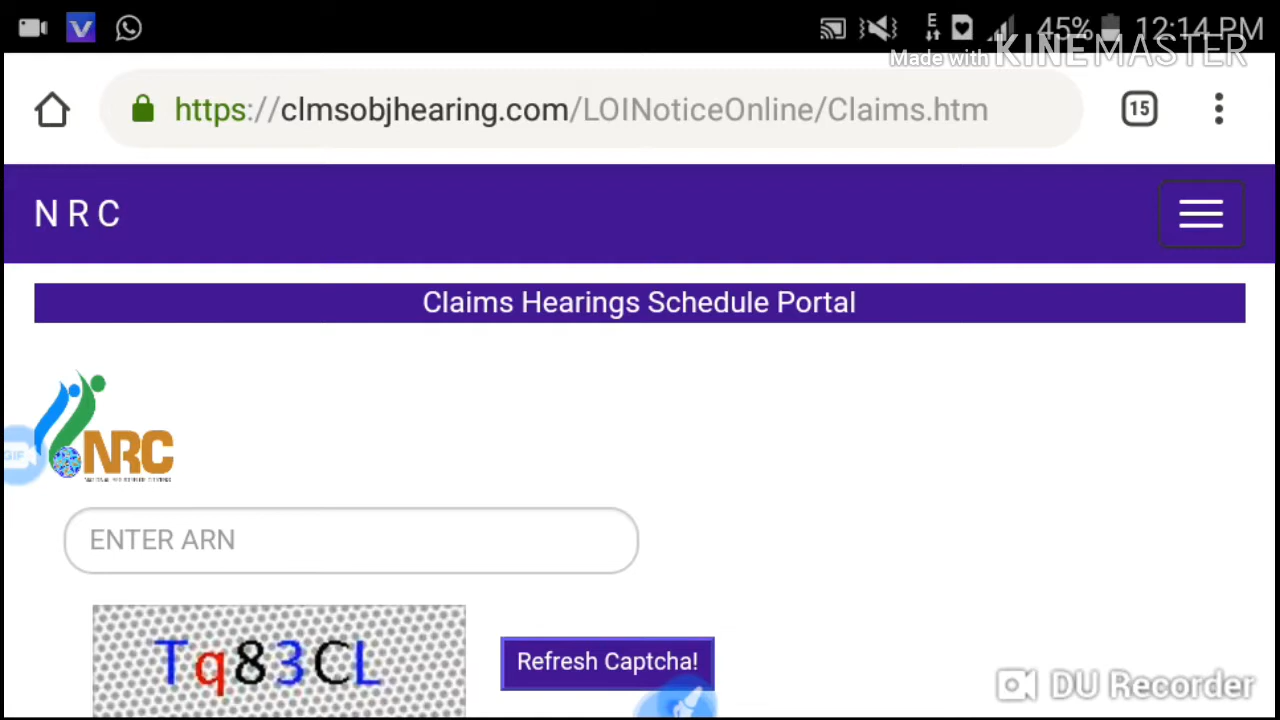 45% 12:14 PM
Made with KINEMASTER
https://clmsobjhearing.com/LOINoticeOnline/Claims.htm
15
N R C
Claims Hearings Schedule Portal
NRC
GIF
ENTER ARN
Tq83CL
Refresh Captcha!
DU Recorder